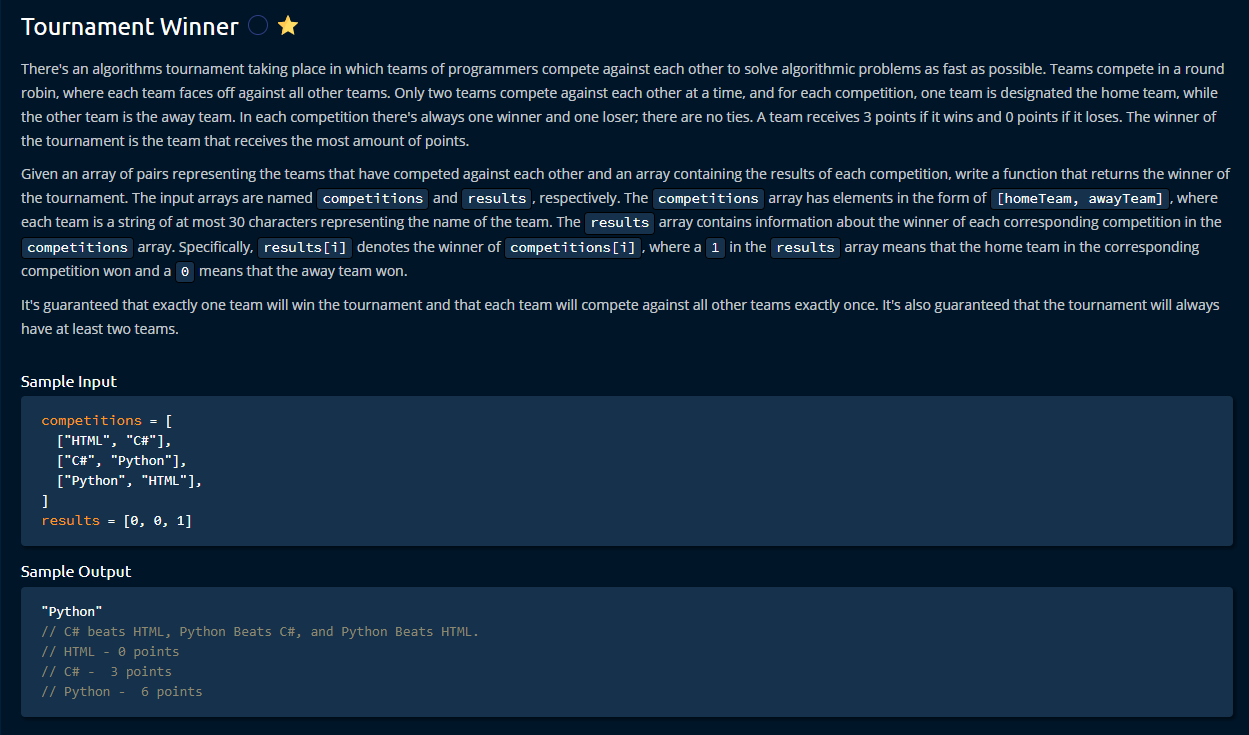 Tournament Winner
There's an algorithms tournament taking place in which teams of programmers compete against each other to solve algorithmic problems as fast as possible. Teams compete in a round
robin, where each team faces off against all other teams. Only two teams compete against each other at a time, and for each competition, one team is designated the home team, while
the other team is the away team. In each competition there's always one winner and one loser; there are no ties. A team receives 3 points if it wins and 0 points if it loses. The winner of
the tournament is the team that receives the most amount of points.
Given an array of pairs representing the teams that have competed against each other and an array containing the results of each competition, write a function that returns the winner of
the tournament. The input arrays are named competitions and results, respectively. The competitions array has elements in the form of [homeTeam, awayTeam], where
each team is a string of at most 30 characters representing the name of the team. The results array contains information about the winner of each corresponding competition in the
competitions array. Specifically, results[i] denotes the winner of competitions[i], where a 1 in the results array means that the home team in the corresponding
competition won and a 0 means that the away team won.
It's guaranteed that exactly one team will win the tournament and that each team will compete against all other teams exactly once. It's also guaranteed that the tournament will always
have at least two teams.
Sample Input
competitions = [
["HTML", "C#"],
["C#", "Python"],
["Python", "HTML"],
]
results = [0, 0, 1]
Sample Output
"Python"
// C# beats HTML, Python Beats C#, and Python Beats HTML.
// HTML - 0 points
// C# -  3 points
// Python -  6 points